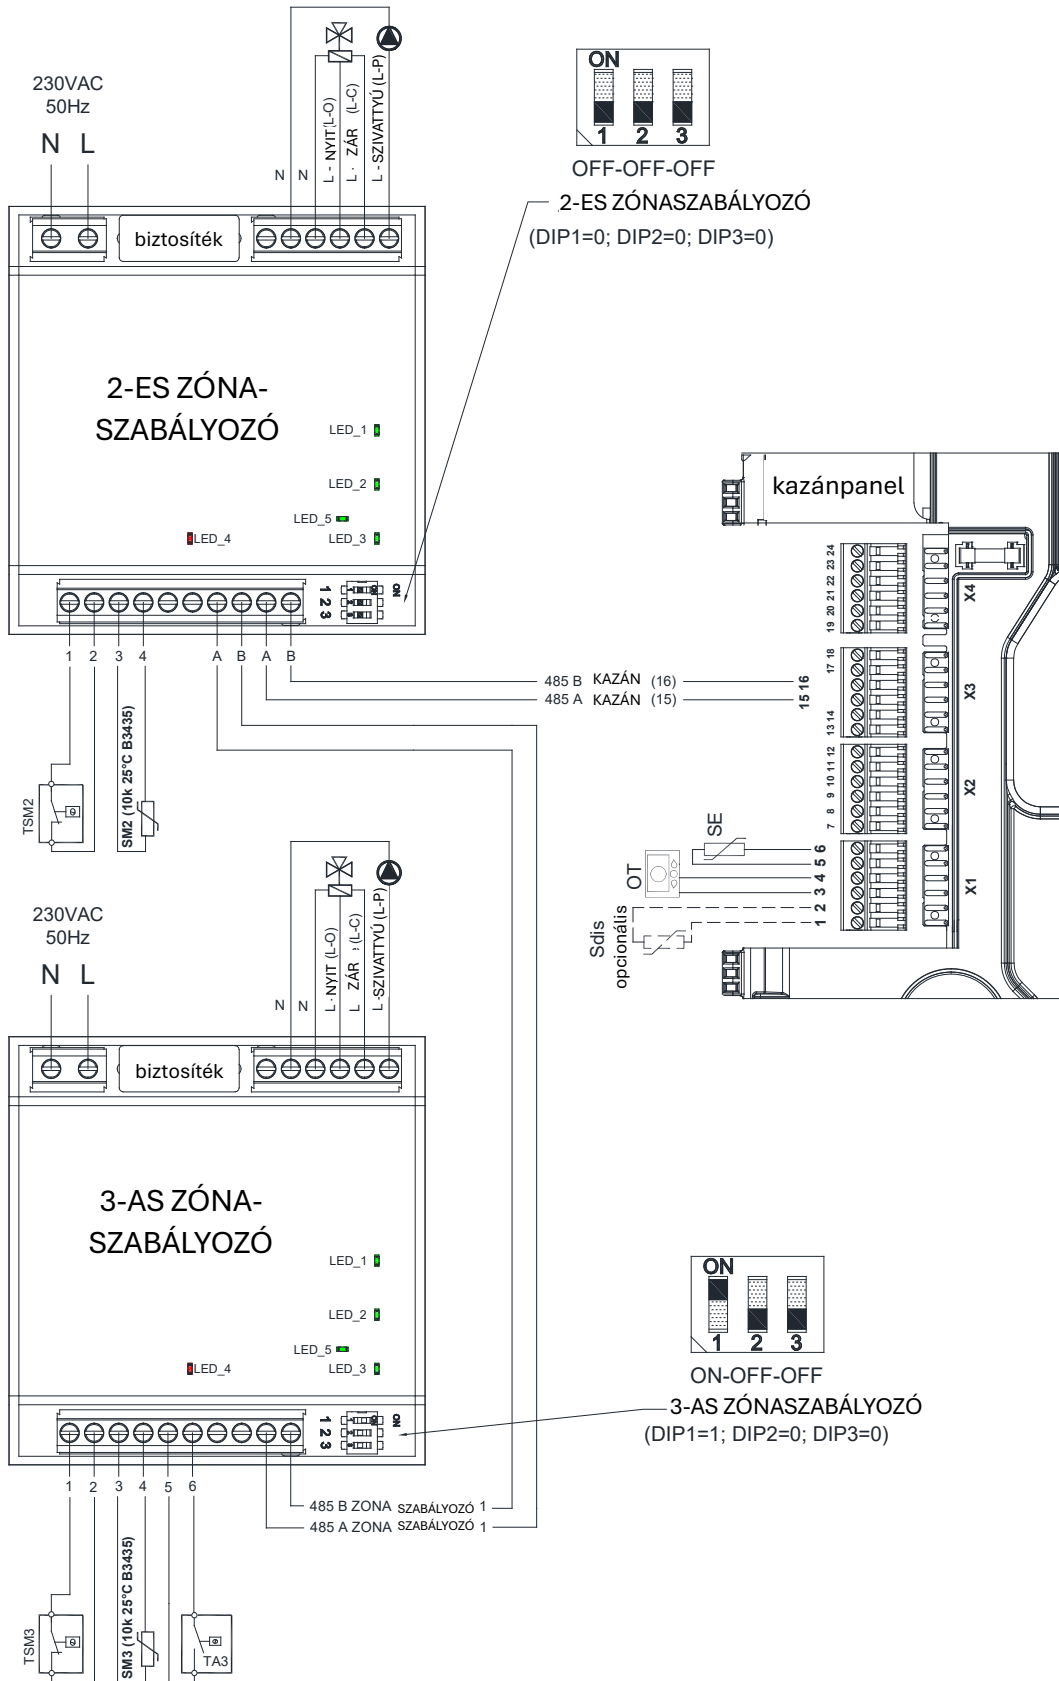 230VAC
50Hz
N L
N N L - NYIT (L-O) L · ZÁR (L-C) L - SZIVATTYÚ (L-P)
biztosíték
ON
1 2 3
OFF-OFF-OFF
2-ES ZÓNASZABÁLYOZÓ
(DIP1=0; DIP2=0; DIP3=0)
2-ES ZÓNA-
SZABÁLYOZÓ
LED_1
LED_2
LED_5
LED_4 LED_3
1 2 3 ON
1 2 3 4 A B A B
485 B KAZÁN (16)
485 A KAZÁN (15)
TSM2
SM2 (10k 25°C B3435)
kazánpanel
19 20 21 22 23 24
X4
17 18
15 16
13 14
X3
7 8 9 10 11 12
X2
1 2 3 4 5 6
X1
SE
OT
Sdis
opcionális
230VAC
50Hz
N L
N N L · NYIT (L-O) L ZÁR (L-C) L -SZIVATTYÚ (L-P)
biztosíték
3-AS ZÓNA-
SZABÁLYOZÓ
LED_1
LED_2
LED_5
LED_4 LED_3
1 2 3 ON
ON
1 2 3
ON-OFF-OFF
3-AS ZÓNASZABÁLYOZÓ
(DIP1=1; DIP2=0; DIP3=0)
1 2 3 4 5 6
485 B ZONA SZABÁLYOZÓ 1
485 A ZONA SZABÁLYOZÓ 1
TSM3
SM3 (10k 25°C B3435)
TA3